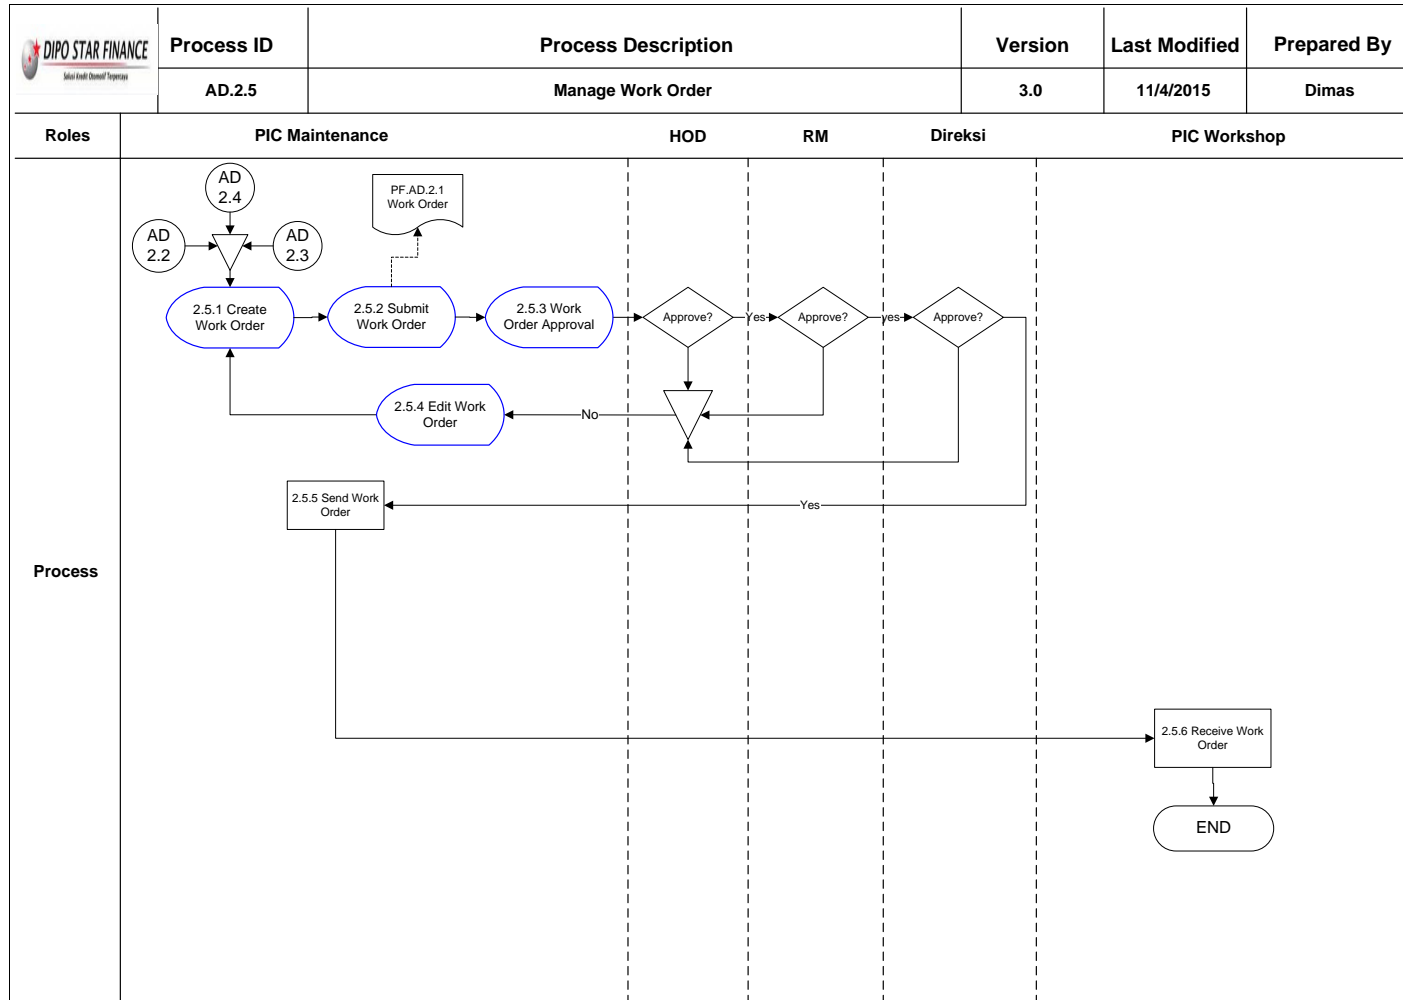 DIPO STAR FINANCE
Solusi Kredit Otomotif Terpercaya
Process ID
Process Description
Version
Last Modified
Prepared By
AD.2.5
Manage Work Order
3.0
11/4/2015
Dimas
Roles
PIC Maintenance
HOD
RM
Direksi
PIC Workshop
AD
2.4
PF.AD.2.1
Work Order
AD
2.2
AD
2.3
2.5.1 Create
Work Order
2.5.2 Submit
Work Order
2.5.3 Work
Order Approval
Approve?
Yes
Approve?
yes
Approve?
2.5.4 Edit Work
Order
No
2.5.5 Send Work
Order
Yes
Process
2.5.6 Receive Work
Order
END